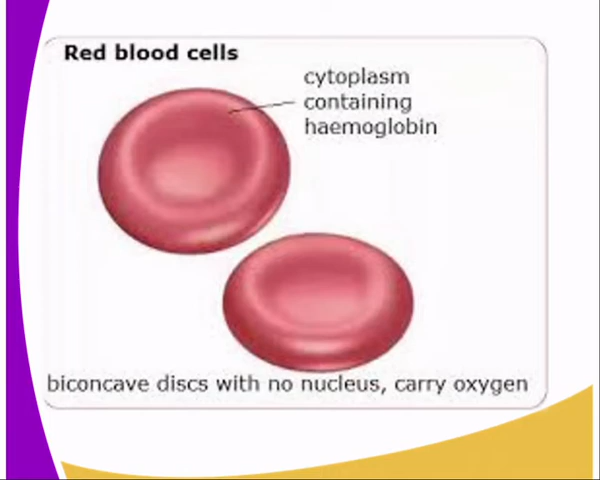 Red blood cells
cytoplasm
containing
haemoglobin
biconcave discs with no nucleus, carry oxygen